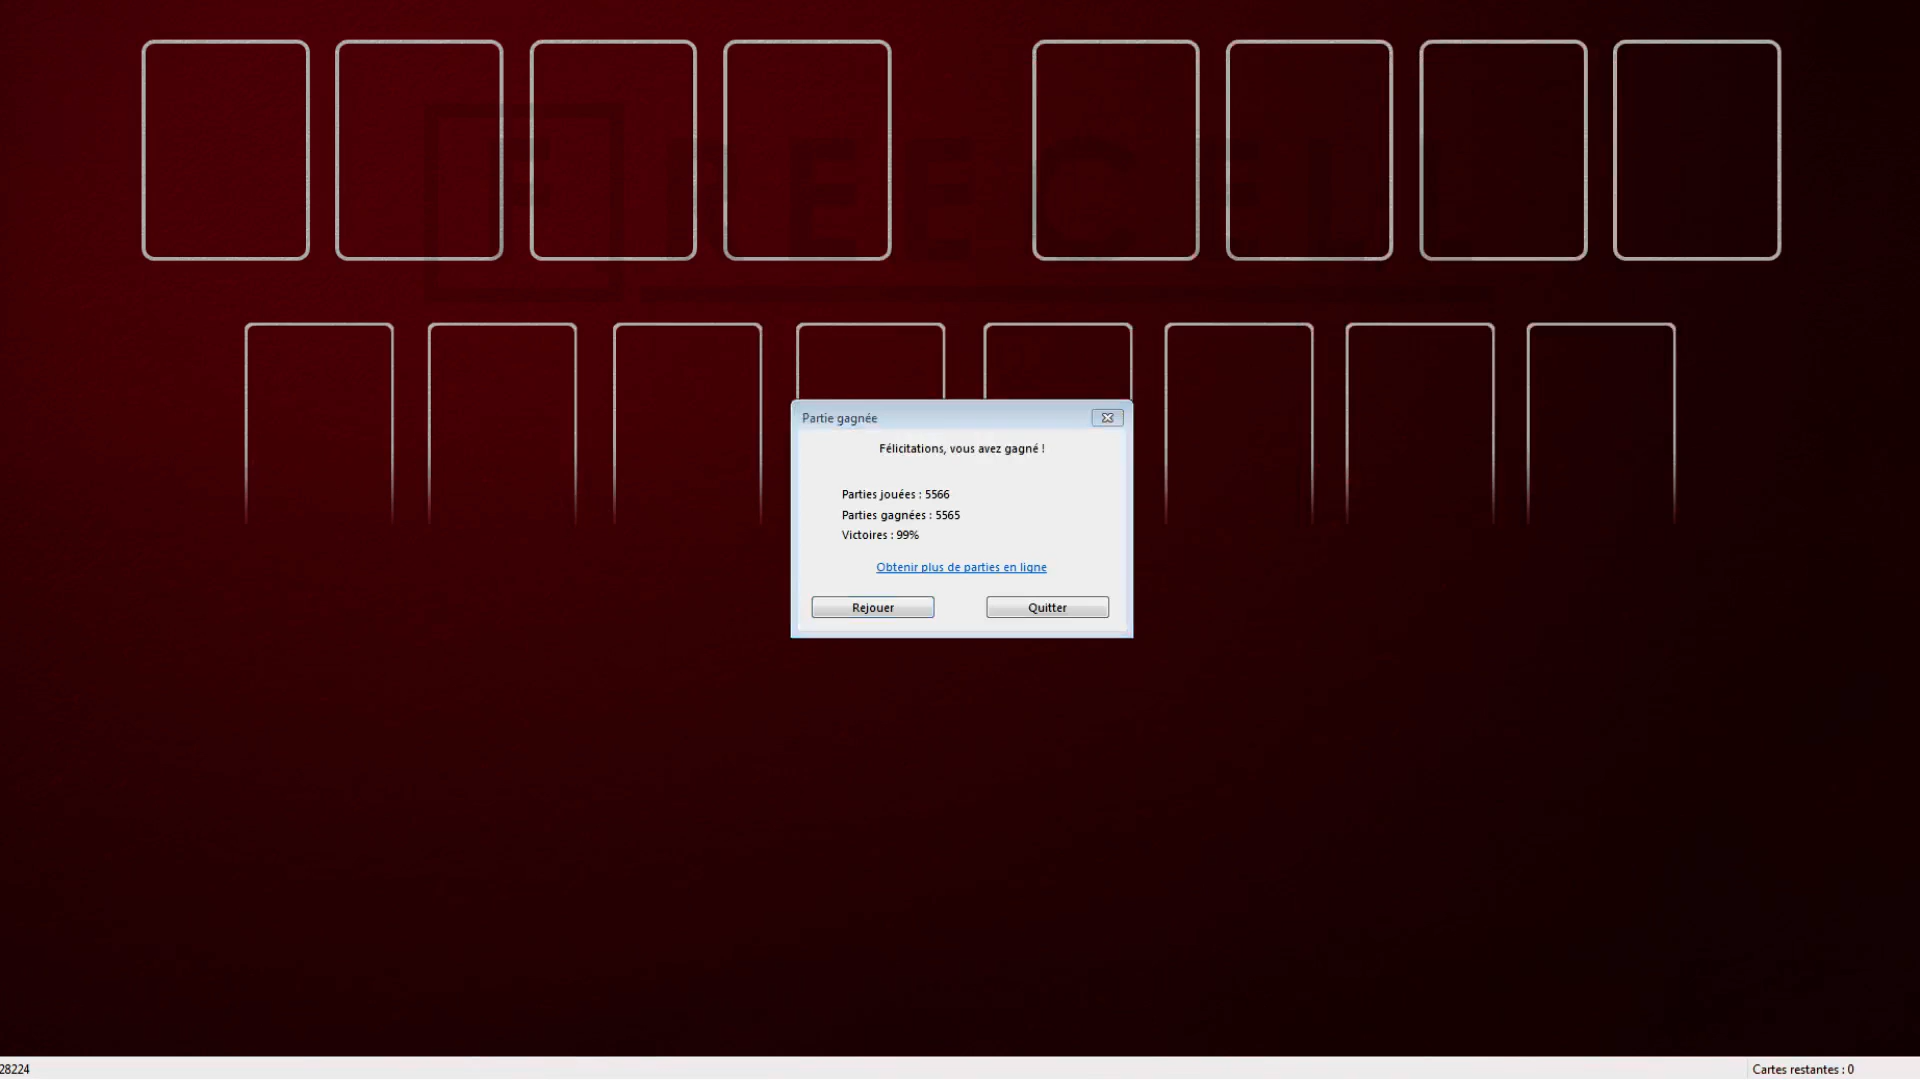 FREECELL
Partie gagnée
Félicitations, vous avez gagné !
Parties jouées : 5566
Parties gagnées : 5565
Victoires : 99%
Obtenir plus de parties en ligne
Rejouer
Quitter
28224
Cartes restantes : 0